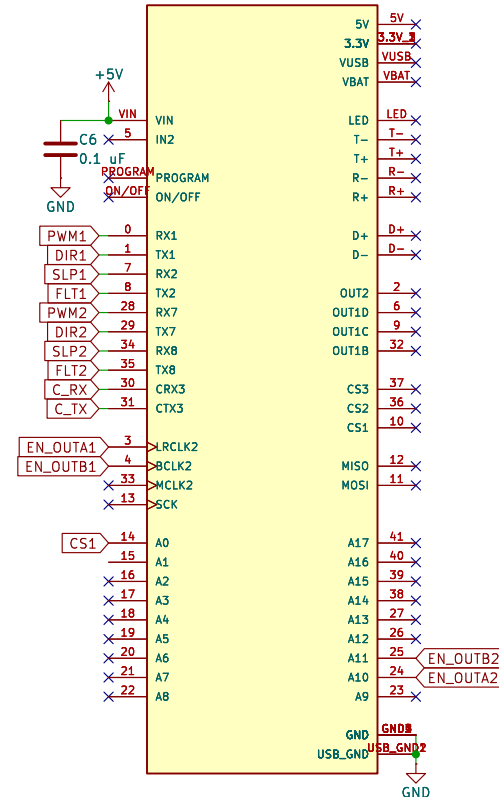 5V 5V
3.3V
VUSB VUSB
VBAT VBAT
+5V
VIN VIN
LED LED
5 IN2
T- T-
C6
0.1 uF
T+ T+
PROGRAM PROGRAM
R- R-
ON/OFF ON/OFF
R+ R+
GND
PWM1 0 RX1
D+ D+
DIR1 1 TX1
D- D-
SLP1 7 RX2
FLT1 8 TX2
OUT2 2
PWM2 28 RX7
OUT1D 6
DIR2 29 TX7
OUT1C 9
SLP2 34 RX8
OUT1B 32
FLT2 35 TX8
C_RX 30 CRX3
CS3 37
C_TX 31 CTX3
CS2 36
CS1 10
EN_OUTA1 3 LRCLK2
EN_OUTB1 4 BCLK2
MISO 12
33 MCLK2
MOSI 11
13 SCK
CS1 14 A0
A17 41
15 A1
A16 40
16 A2
A15 39
17 A3
A14 38
18 A4
A13 27
19 A5
A12 26
20 A6
A11 25 EN_OUTB2
21 A7
A10 24 EN_OUTA2
22 A8
A9 23
GND
USB_GND
GND